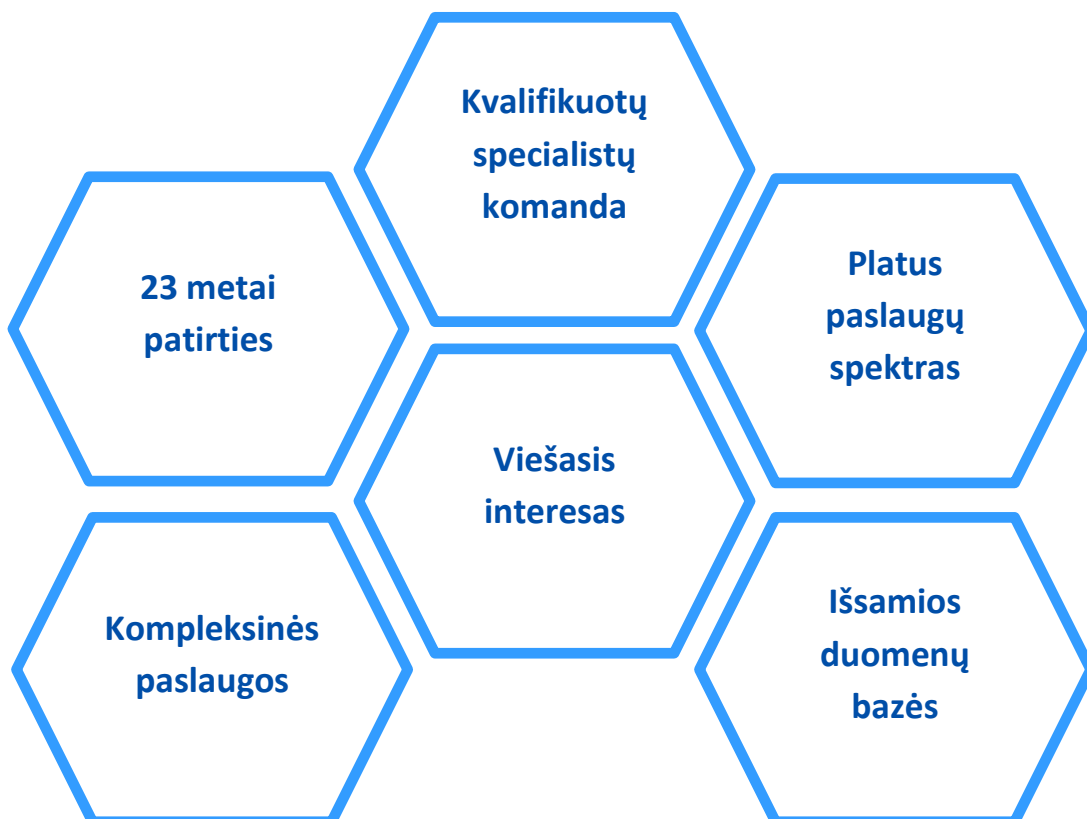 Kvalifikuotų
specialistų
komanda
23 metai
patirties
Platus
paslaugų
spektras
Viešasis
interesas
Kompleksinės
paslaugos
Išsamios
duomenų
bazės